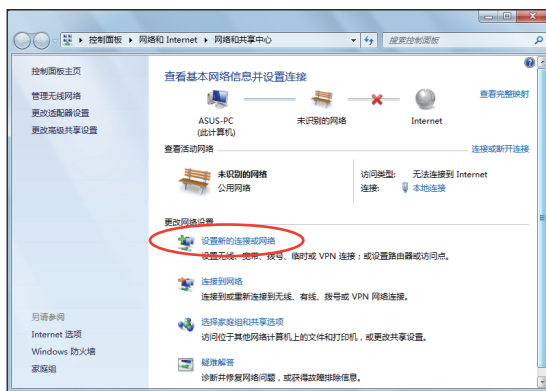 控制面板 ▸ 网络和 Internet ▸ 网络和共享中心
搜索控制面板
控制面板主页
管理无线网络
更改适配器设置
更改高级共享设置
查看基本网络信息并设置连接
查看完整映射
ASUS-PC
(此计算机)
未识别的网络
Internet
查看活动网络
连接或断开连接
未识别的网络
公用网络
访问类型: 无法连接到 Internet
连接: 本地连接
更改网络设置
设置新的连接或网络
设置无线、宽带、拨号、临时或 VPN 连接；或设置路由器或访问点。
连接到网络
连接到或重新连接到无线、有线、拨号或 VPN 网络连接。
选择家庭组和共享选项
访问位于其他网络计算机上的文件和打印机，或更改共享设置。
疑难解答
诊断并修复网络问题，或获得故障排除信息。
另请参阅
Internet 选项
Windows 防火墙
家庭组